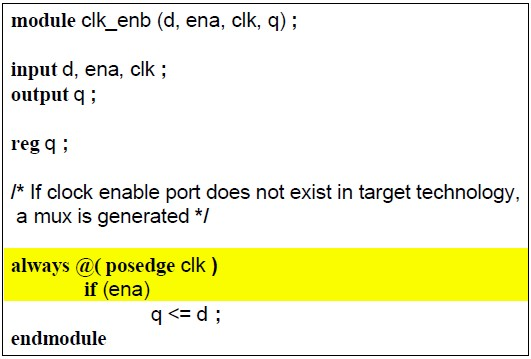 module clk_enb (d, ena, clk, q) ;
input d, ena, clk ;
output q ;
reg q ;
/* If clock enable port does not exist in target technology,
a mux is generated */
always @( posedge clk )
if (ena)
q <= d ;
endmodule